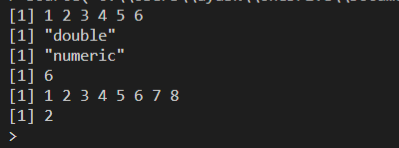 [1] 1 2 3 4 5 6
[1] "double"
[1] "numeric"
[1] 6
[1] 1 2 3 4 5 6 7 8
[1] 2
>